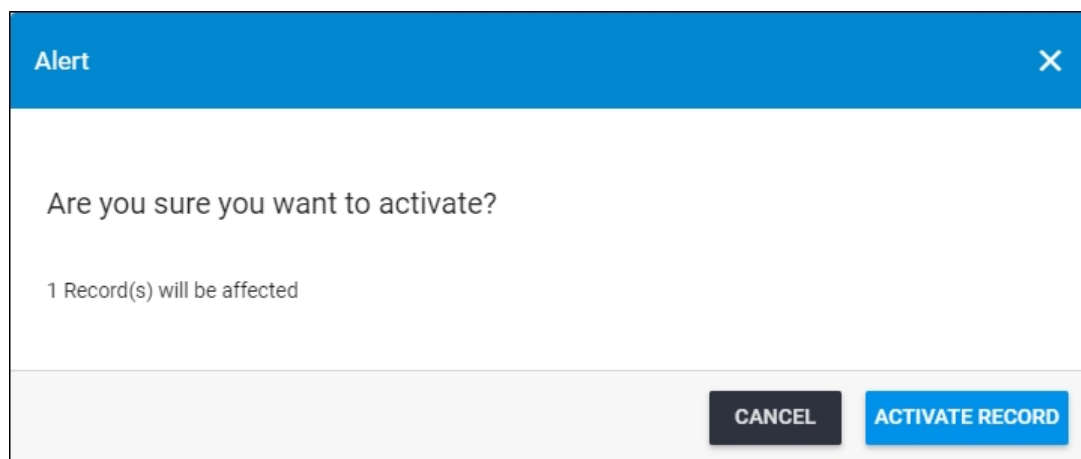 Alert
Are you sure you want to activate?
1 Record(s) will be affected
CANCEL ACTIVATE RECORD